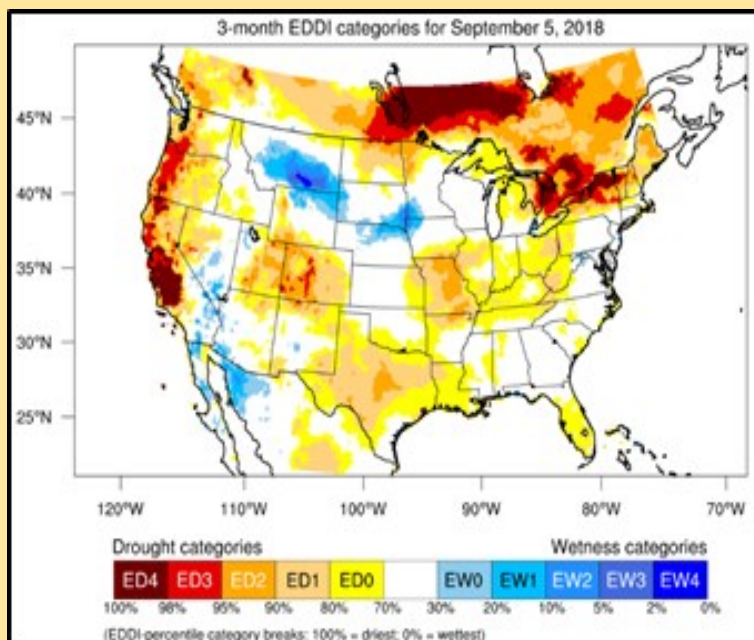 3-month EDDI categories for September 5, 2018
45°N
40°N
35°N
30°N
25°N
120°W 110°W 100°W 90°W 80°W 70°W
Drought categories Wetness categories
ED4 ED3 ED2 ED1 ED0 EW0 EW1 EW2 EW3 EW4
100% 98% 95% 90% 80% 70% 30% 20% 10% 5% 2% 0%
(EDDI-percentile category breaks: 100% = driest; 0% = wettest)